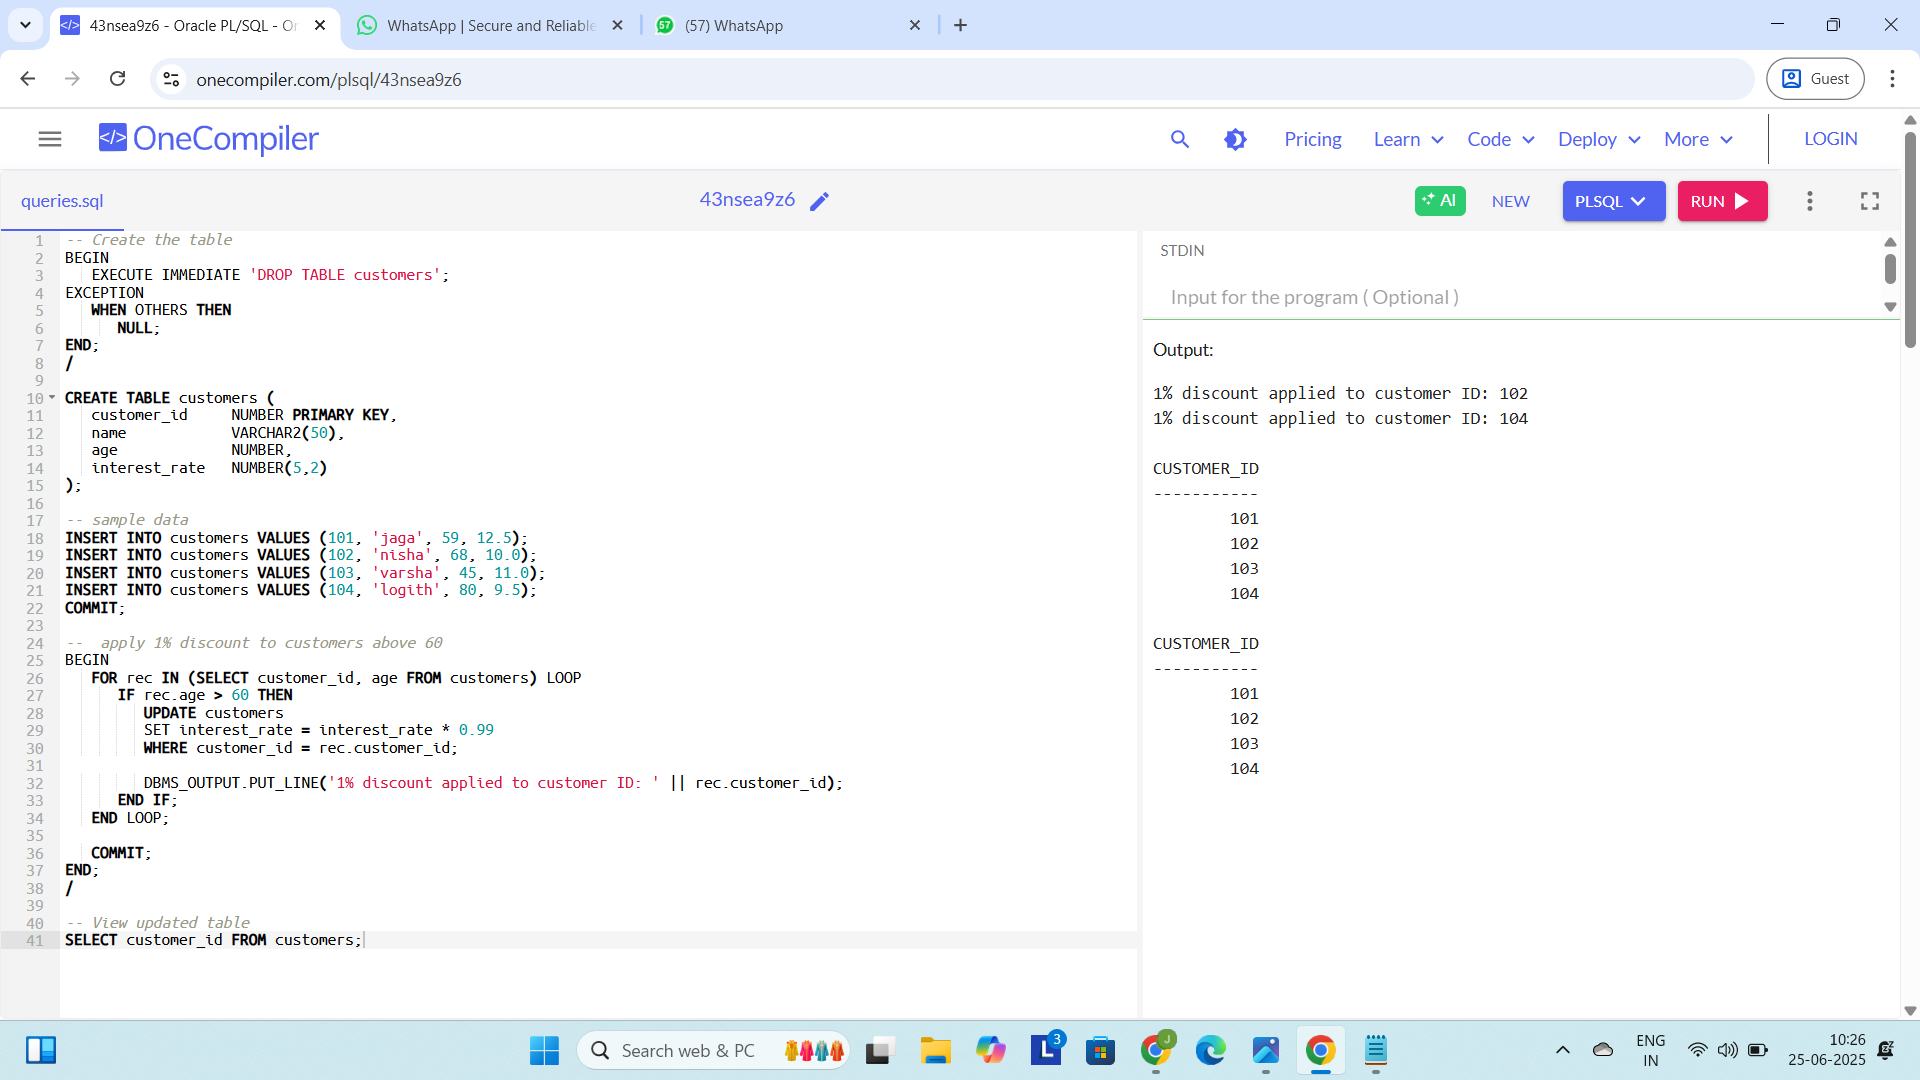 43nsea9z6 - Oracle PL/SQL - Or
WhatsApp | Secure and Reliable
57
(57) WhatsApp
onecompiler.com/plsql/43nsea9z6
Guest
</> OneCompiler
Pricing
Learn
Code
Deploy
More
LOGIN
queries.sql
43nsea9z6
AI
NEW
PLSQL
RUN
1 -- Create the table
2 BEGIN
3    EXECUTE IMMEDIATE 'DROP TABLE customers';
4 EXCEPTION
5    WHEN OTHERS THEN
6       NULL;
7 END;
8 /
9
10 CREATE TABLE customers (
11    customer_id     NUMBER PRIMARY KEY,
12    name            VARCHAR2(50),
13    age             NUMBER,
14    interest_rate   NUMBER(5,2)
15 );
16
17 -- sample data
18 INSERT INTO customers VALUES (101, 'jaga', 59, 12.5);
19 INSERT INTO customers VALUES (102, 'nisha', 68, 10.0);
20 INSERT INTO customers VALUES (103, 'varsha', 45, 11.0);
21 INSERT INTO customers VALUES (104, 'logith', 80, 9.5);
22 COMMIT;
23
24 --  apply 1% discount to customers above 60
25 BEGIN
26    FOR rec IN (SELECT customer_id, age FROM customers) LOOP
27       IF rec.age > 60 THEN
28          UPDATE customers
29          SET interest_rate = interest_rate * 0.99
30          WHERE customer_id = rec.customer_id;
31
32          DBMS_OUTPUT.PUT_LINE('1% discount applied to customer ID: ' || rec.customer_id);
33       END IF;
34    END LOOP;
35
36    COMMIT;
37 END;
38 /
39
40 -- View updated table
41 SELECT customer_id FROM customers;
STDIN
Input for the program ( Optional )
Output:
1% discount applied to customer ID: 102
1% discount applied to customer ID: 104
CUSTOMER_ID
-----------
101
102
103
104
CUSTOMER_ID
-----------
101
102
103
104
Search web & PC
L
3
J
ENG
IN
10:26
25-06-2025